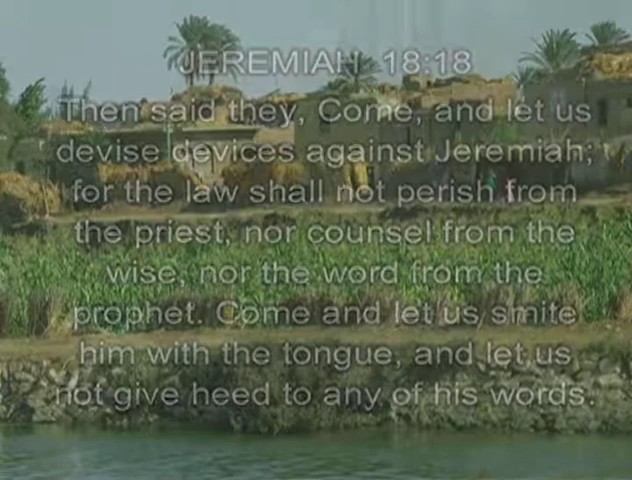 JEREMIAH 18:18
Then said they, Come, and let us
devise devices against Jeremiah;
for the law shall not perish from
the priest, nor counsel from the
wise, nor the word from the
prophet. Come and let us smite
him with the tongue, and let us
not give heed to any of his words.